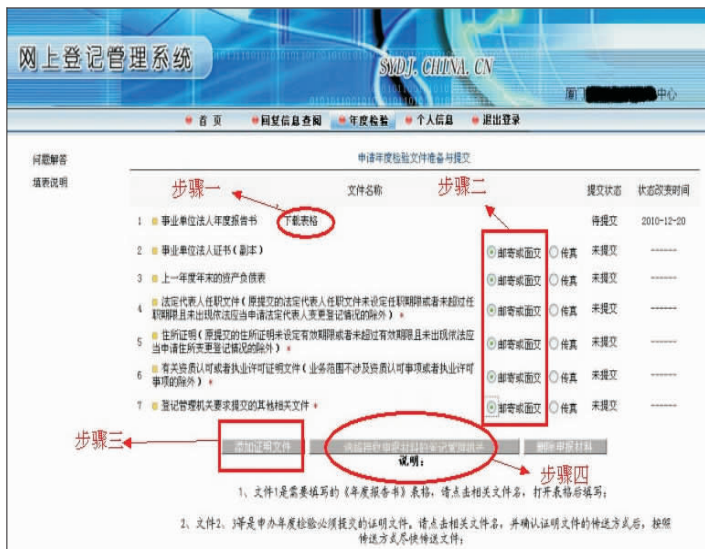 网上登记管理系统
SYDJ. CHINA. CN
厦门
中心
首 页 回复信息查阅 年度检验 个人信息 退出登录
问题解答
填表说明
申请年度检验文件准备与提交
步骤一
文件名称
步骤二
提交状态 状态改变时间
1 事业单位法人年度报告书 下载表格 待提交 2010-12-20
2 事业单位法人证书(副本) 邮寄或面交 传真 未提交 ------
3 上一年度年末的资产负债表 邮寄或面交 传真 未提交 ------
4 法定代表人任职文件(原提交的法定代表人任职文件未设定任职期限或者未超过任
职期限且未出现依法应当申请法定代表人变更登记情况的除外) * 邮寄或面交 传真 未提交 ------
5 住所证明(原提交的住所证明未设定有效期限或者未超过有效期限且未出现依法应
当申请住所变更登记情况的除外) * 邮寄或面交 传真 未提交 ------
6 有关资质认可或者执业许可证明文件(业务范围不涉及资质认可事项或者执业许可
事项的除外) * 邮寄或面交 传真 未提交 ------
7 登记管理机关要求提交的其他相关文件 * 邮寄或面交 传真 未提交 ------
步骤三
添加证明文件
删除申报材料
说明:
步骤四
1、文件1是需要填写的《年度报告书》表格,请点击相关文件名,打开表格后填写;
2、文件2、3等是申办年度检验必须提交的证明文件,请点击相关文件名,并确认证明文件的传送方式后,按照
传送方式尽快传送文件;